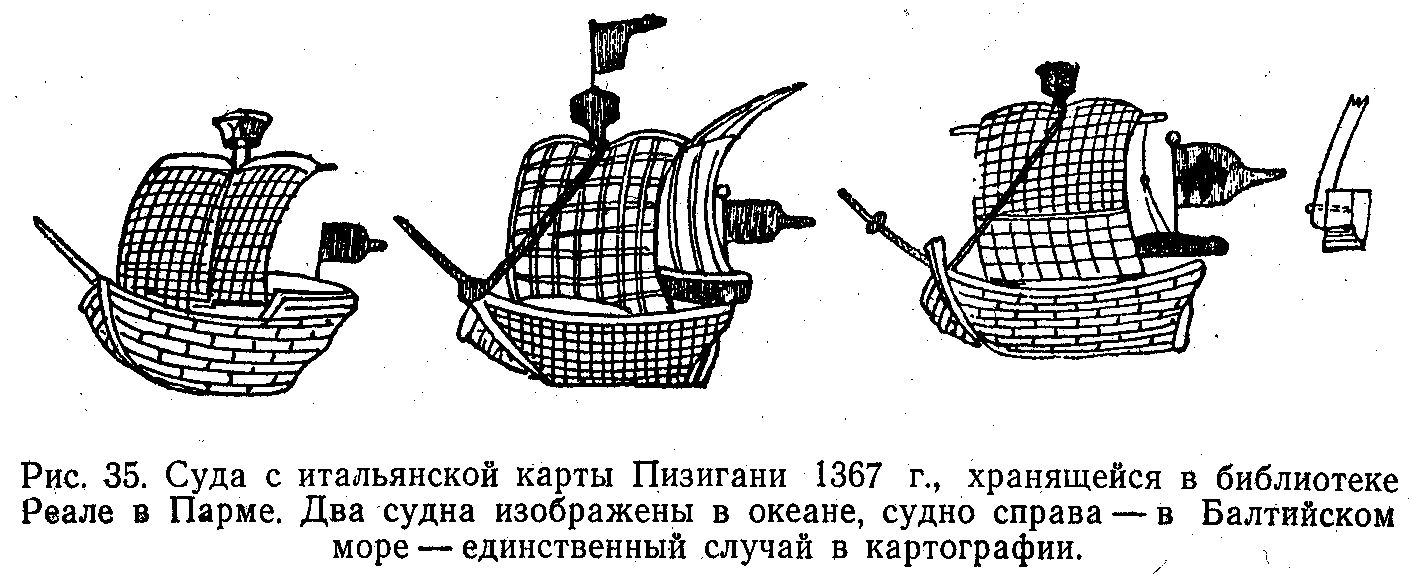 Рис. 35. Суда с итальянской карты Пизигани 1367 г., хранящейся в библиотеке
Реале в Парме. Два судна изображены в океане, судно справа — в Балтийском
море — единственный случай в картографии.